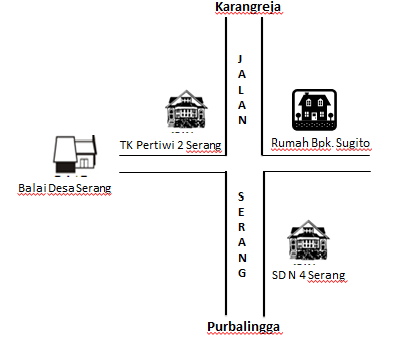 Karangreja
JALAN
TK Pertiwi 2 Serang
Rumah Bpk. Sugito
Balai Desa Serang
SERANG
SD N 4 Serang
Purbalingga